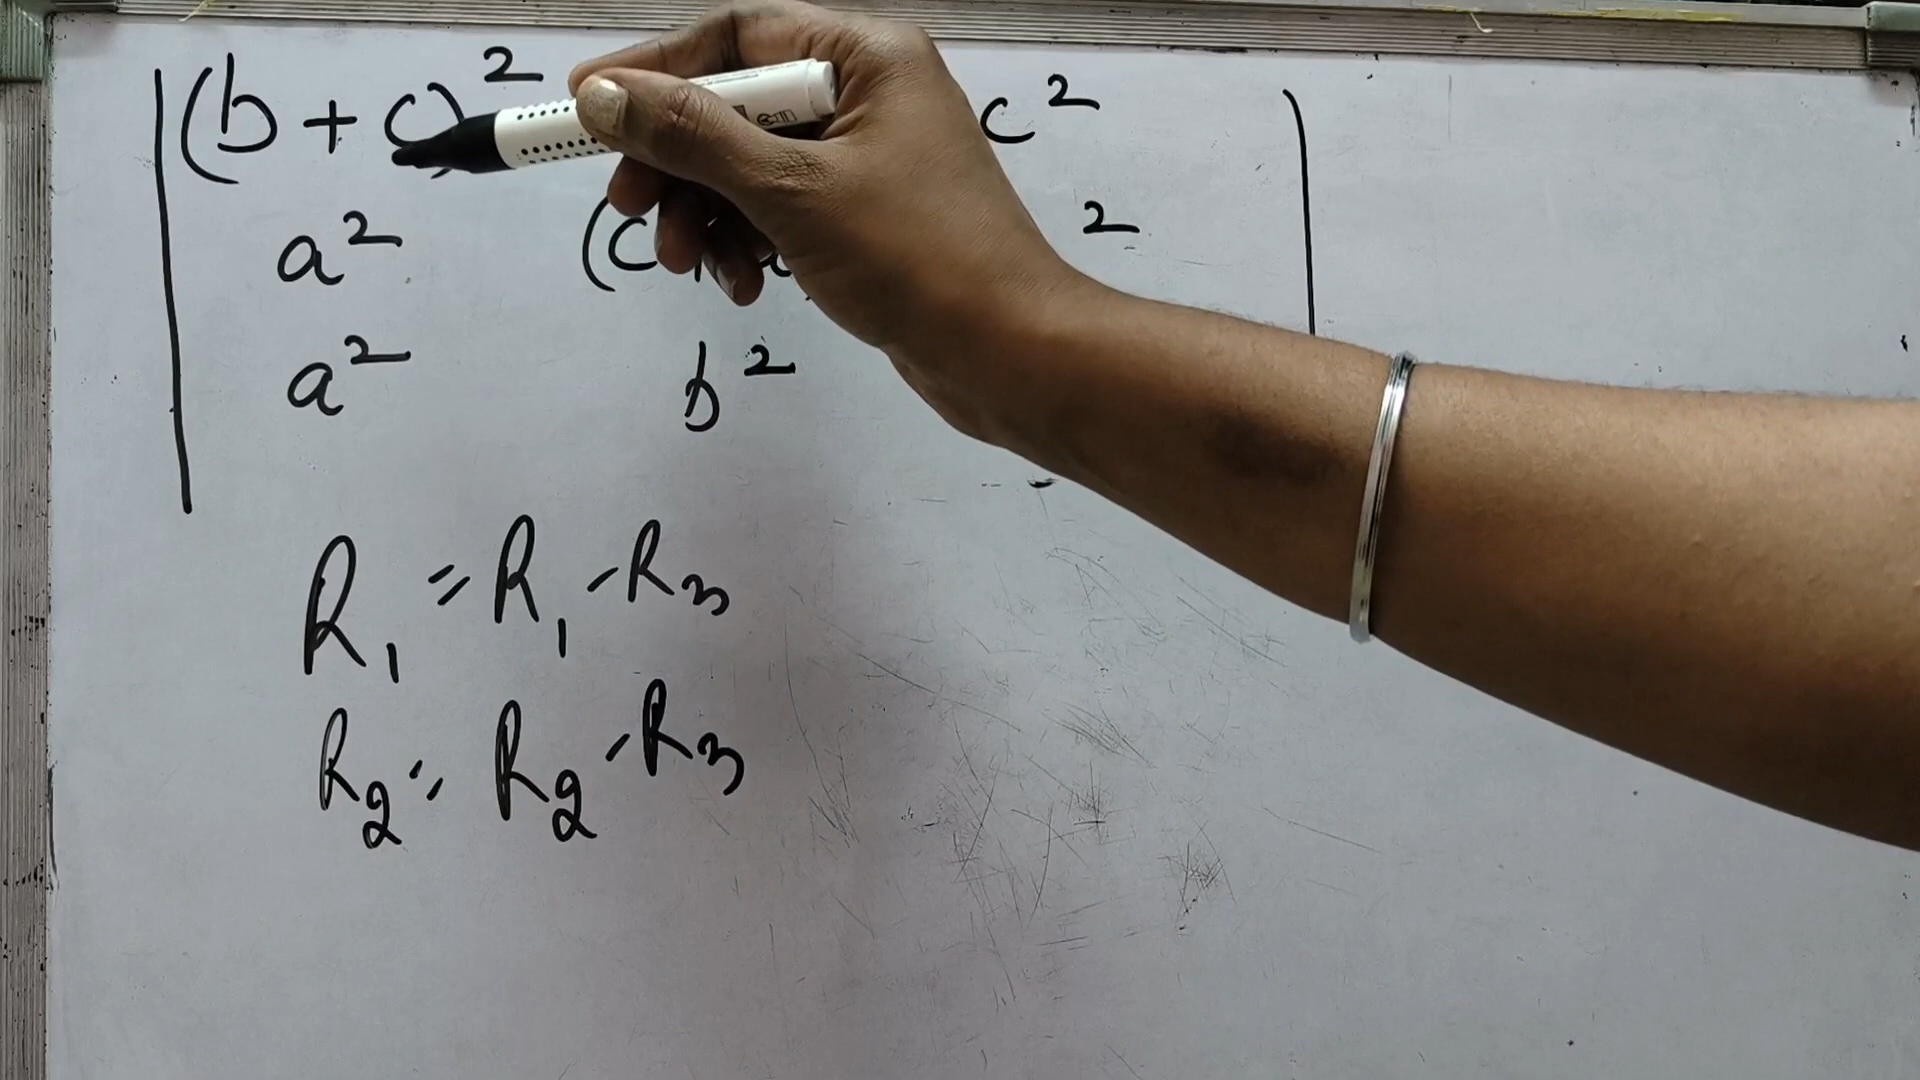 (b + c)² c²
a² (c + a ²
a² b²
R₁ = R₁ - R₃
R₂ = R₂ - R₃